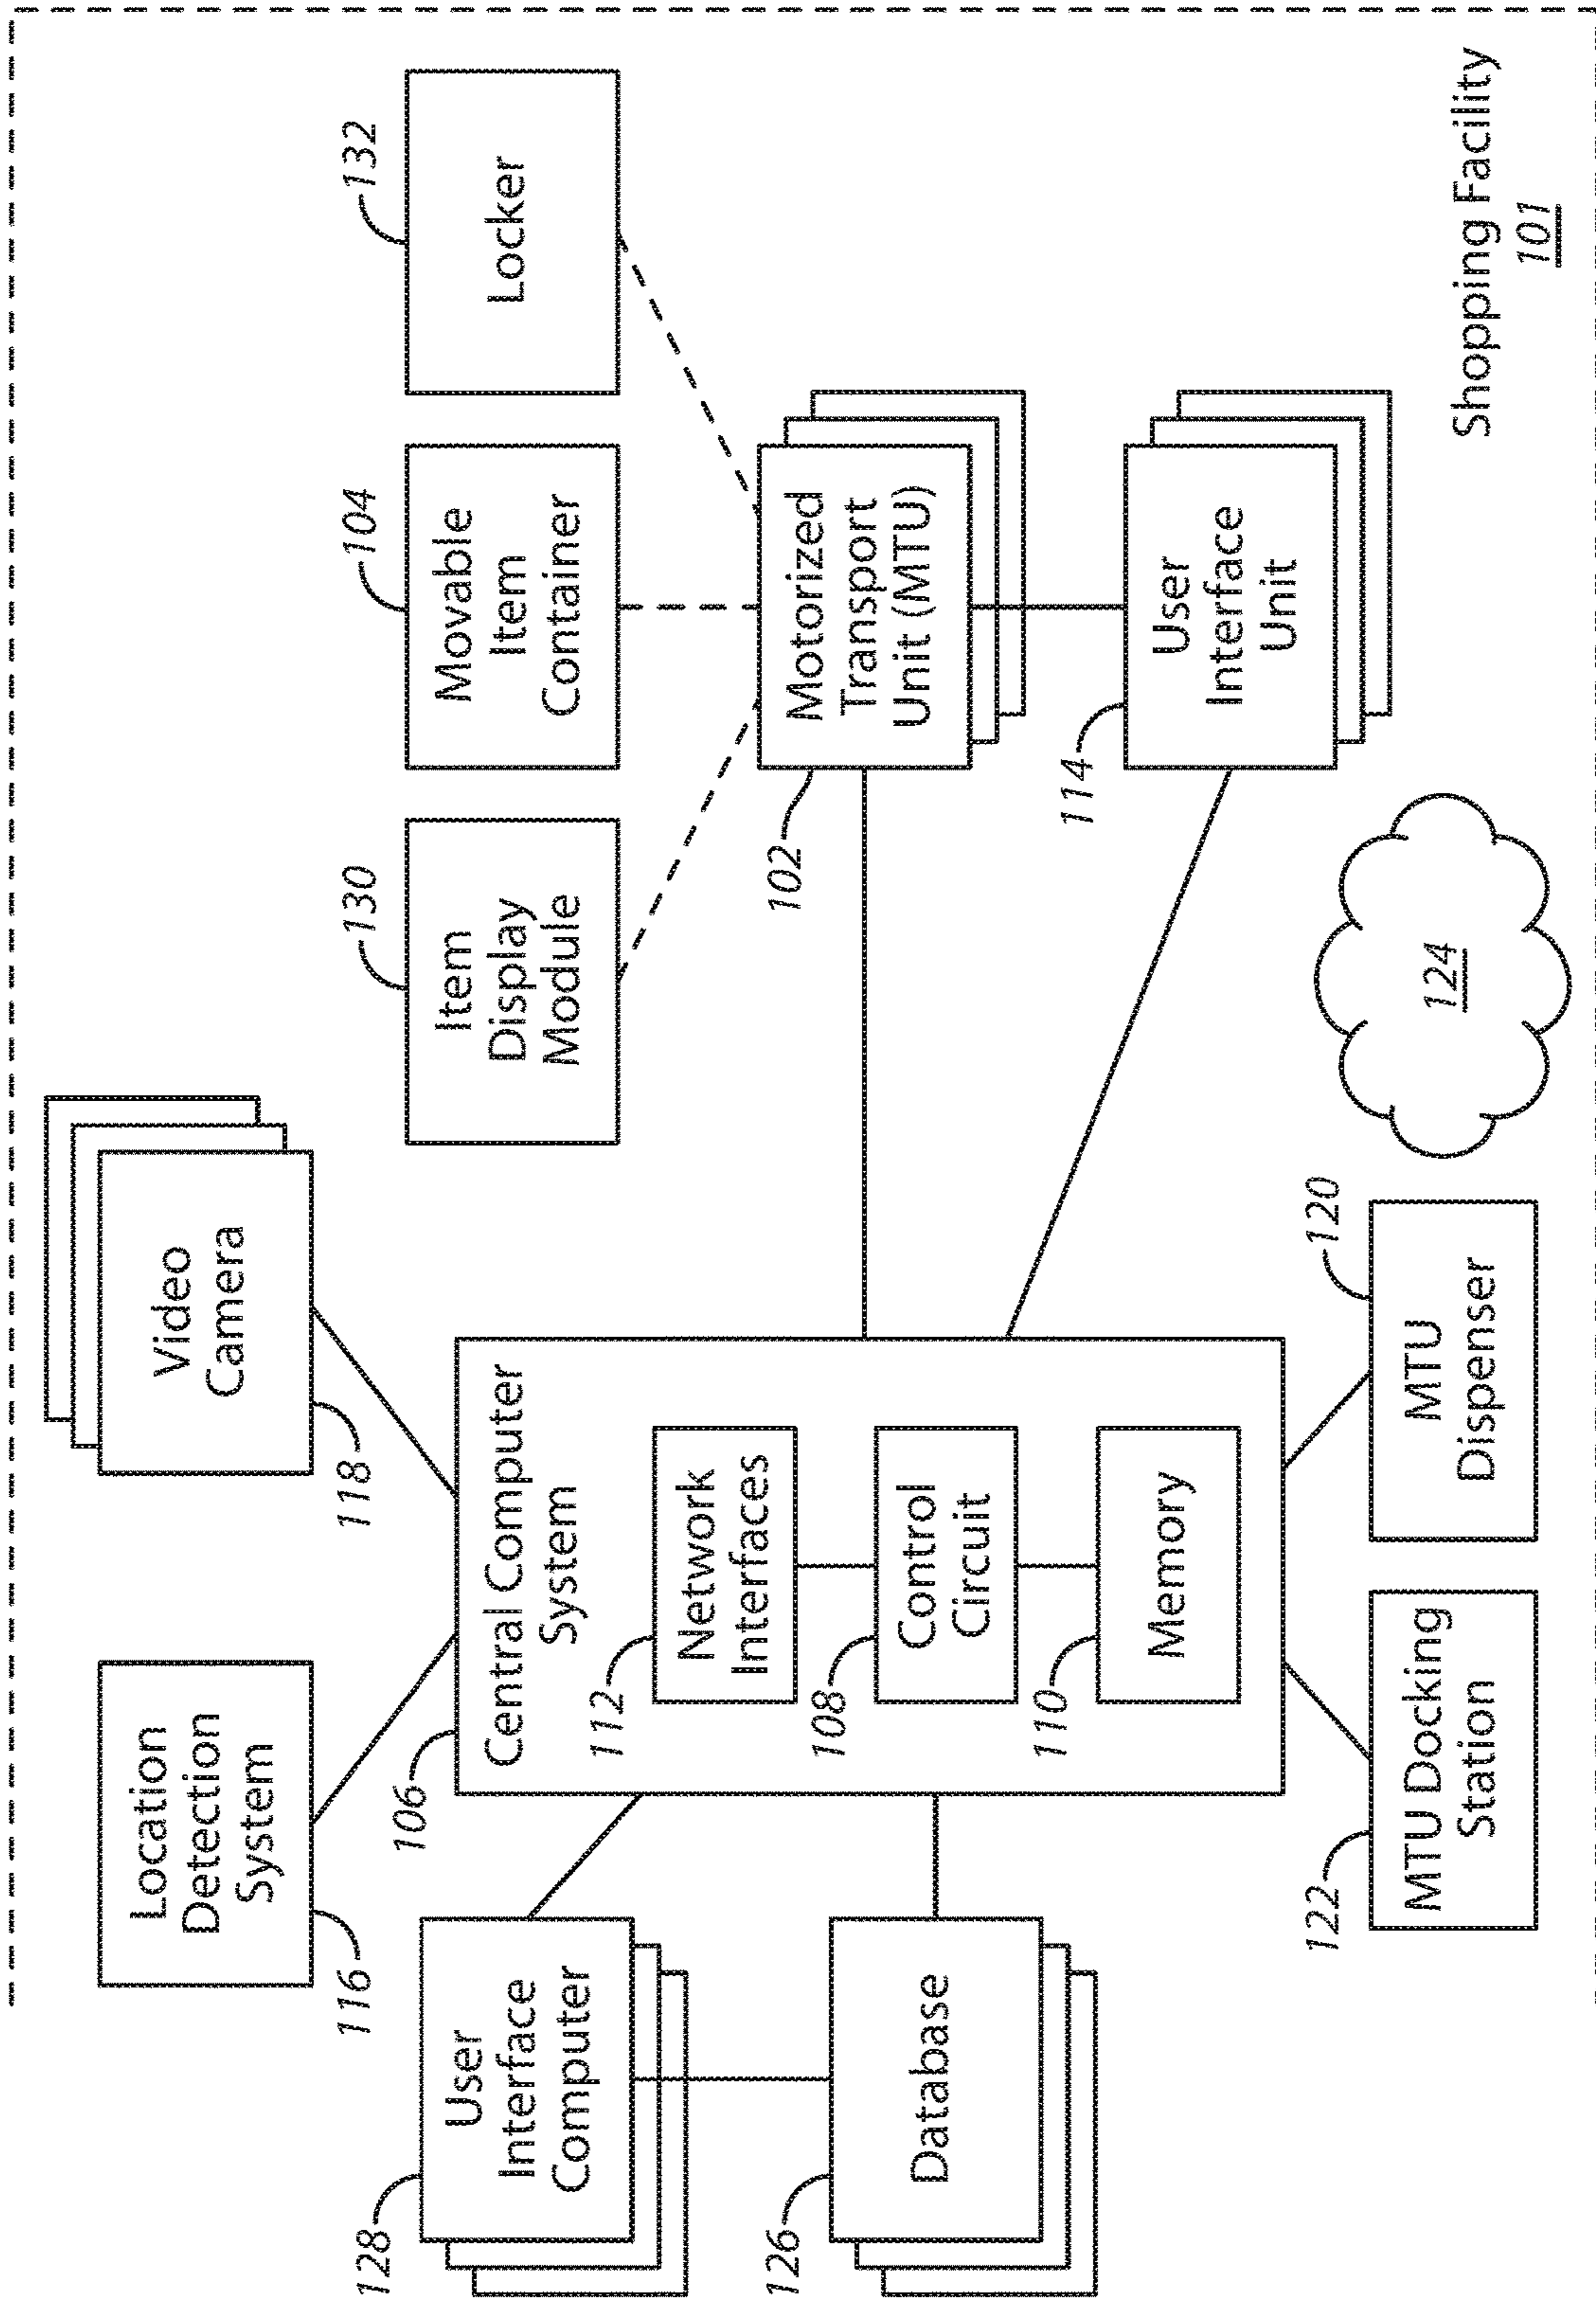 116
Location
Detection
System
118
Video
Camera
128
User
Interface
Computer
106
Central Computer
System
130
Item
Display
Module
104
Movable
Item
Container
132
Locker
112
Network
Interfaces
108
Control
Circuit
110
Memory
126
Database
102
Motorized
Transport
Unit (MTU)
114
User
Interface
Unit
122
MTU Docking
Station
120
MTU
Dispenser
124
Shopping Facility
101